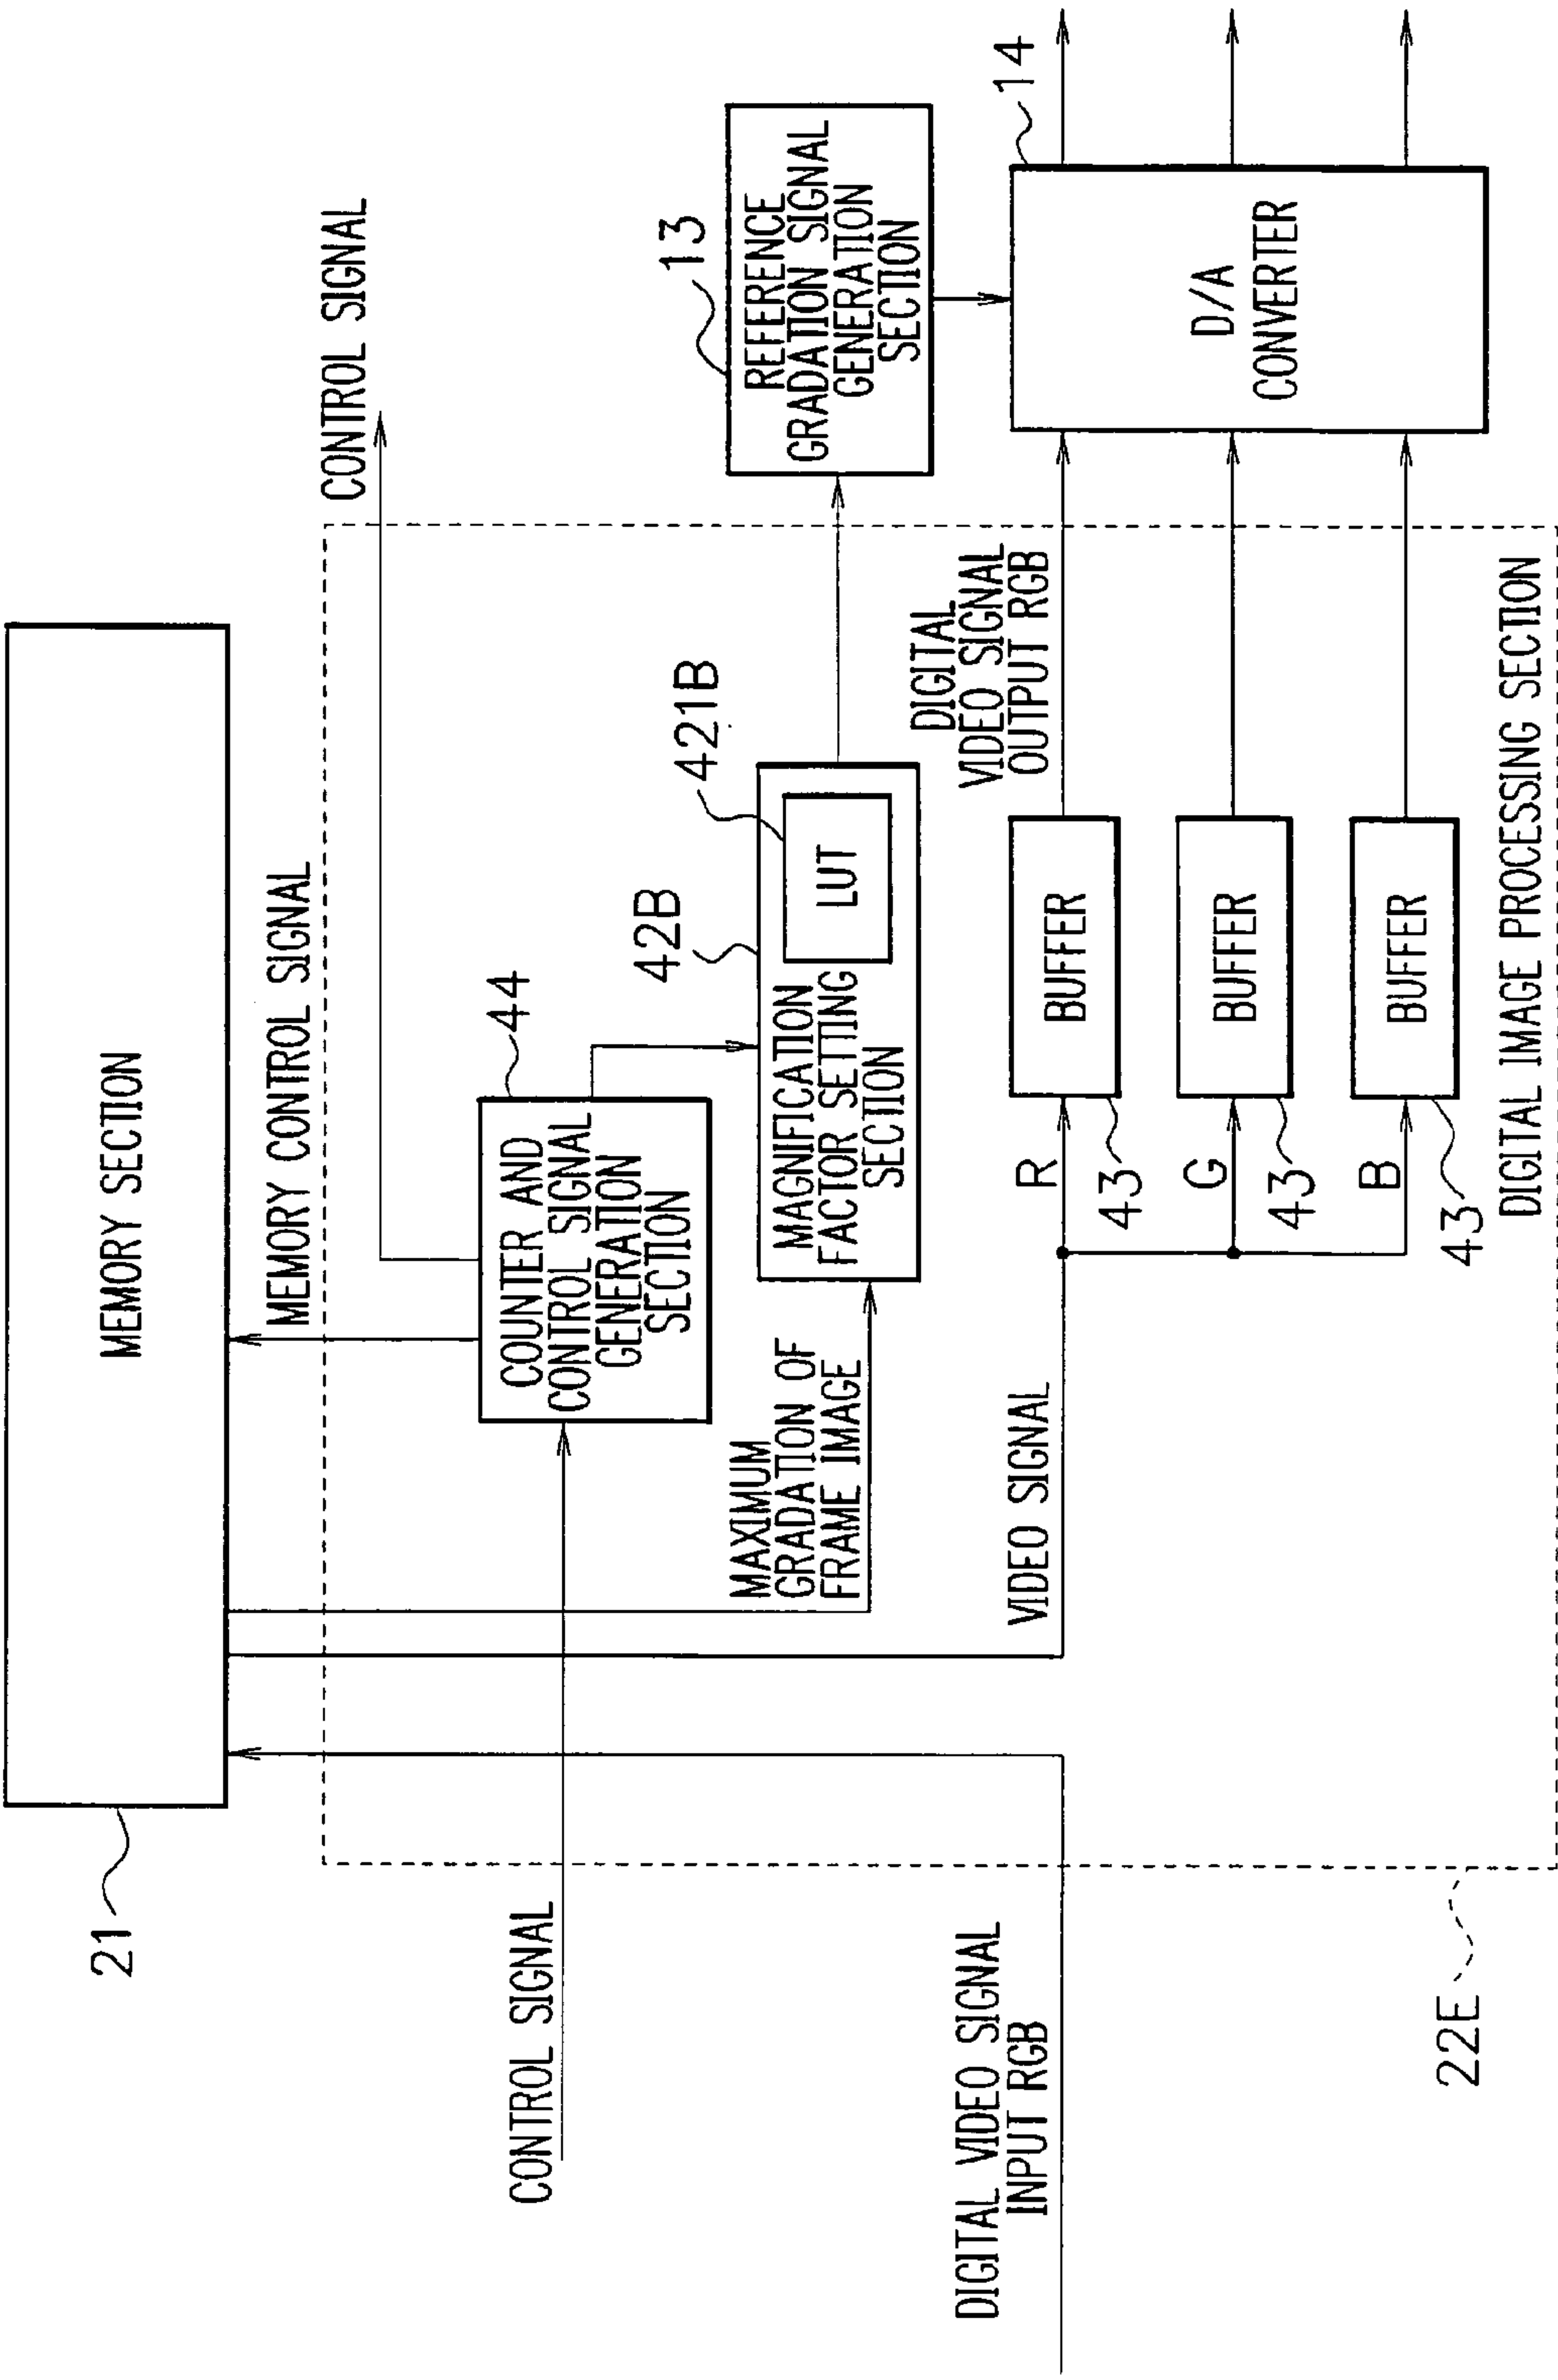 21
MEMORY SECTION
MEMORY CONTROL SIGNAL
CONTROL SIGNAL
CONTROL SIGNAL
COUNTER AND
CONTROL SIGNAL
GENERATION
SECTION
44
MAXIMUM
GRADATION OF
FRAME IMAGE
42B
421B
MAGNIFICATION
FACTOR SETTING
SECTION
LUT
13
REFERENCE
GRADATION SIGNAL
GENERATION
SECTION
DIGITAL VIDEO SIGNAL
INPUT RGB
VIDEO SIGNAL
DIGITAL
VIDEO SIGNAL
OUTPUT RGB
14
R
BUFFER
43
G
BUFFER
43
B
BUFFER
43
D/A
CONVERTER
22E
DIGITAL IMAGE PROCESSING SECTION